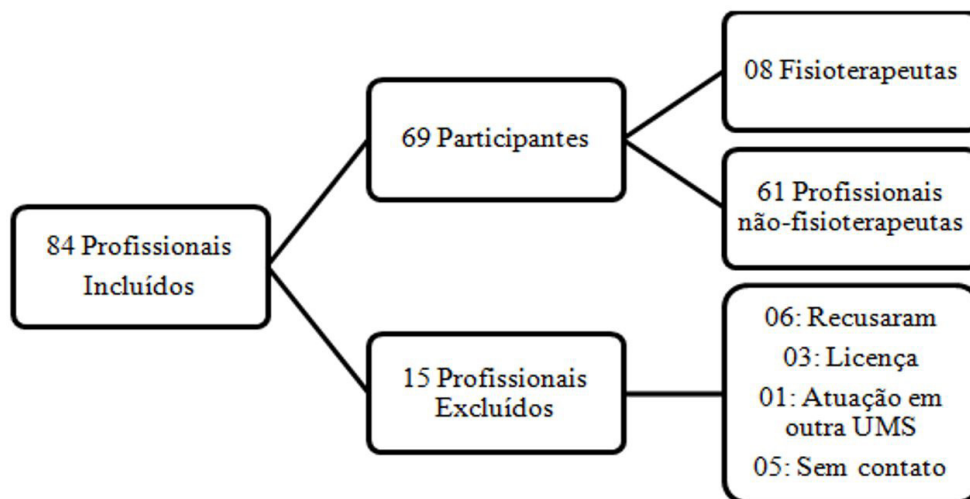 84 Profissionais
Incluídos
69 Participantes
08 Fisioterapeutas
61 Profissionais
não-fisioterapeutas
15 Profissionais
Excluídos
06: Recusaram
03: Licença
01: Atuação em
outra UMS
05: Sem contato